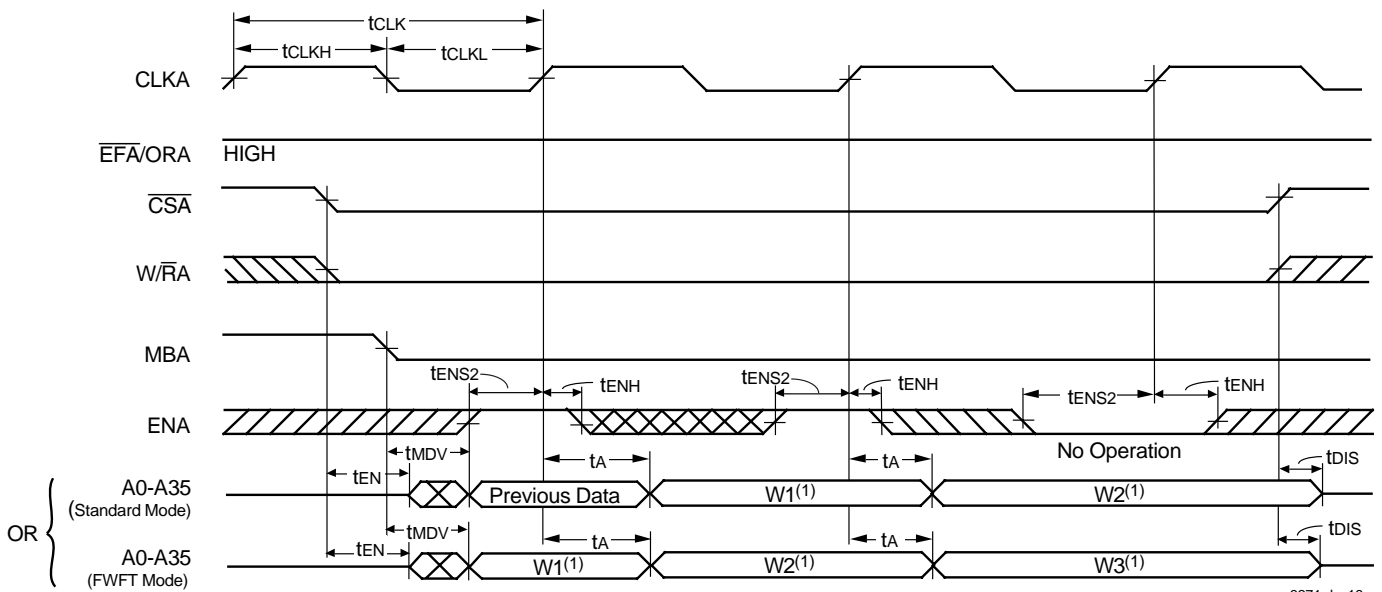 tCLK
tCLKH
tCLKL
CLKA
EFA/ORA HIGH
CSA
W/RA
MBA
tENS2
tENH
tENS2
tENH
tENS2
tENH
ENA
No Operation
tMDV
tEN
tA
tA
tDIS
A0-A35
(Standard Mode)
Previous Data
W1(1)
W2(1)
OR
tMDV
tEN
tA
tA
tDIS
A0-A35
(FWFT Mode)
W1(1)
W2(1)
W3(1)